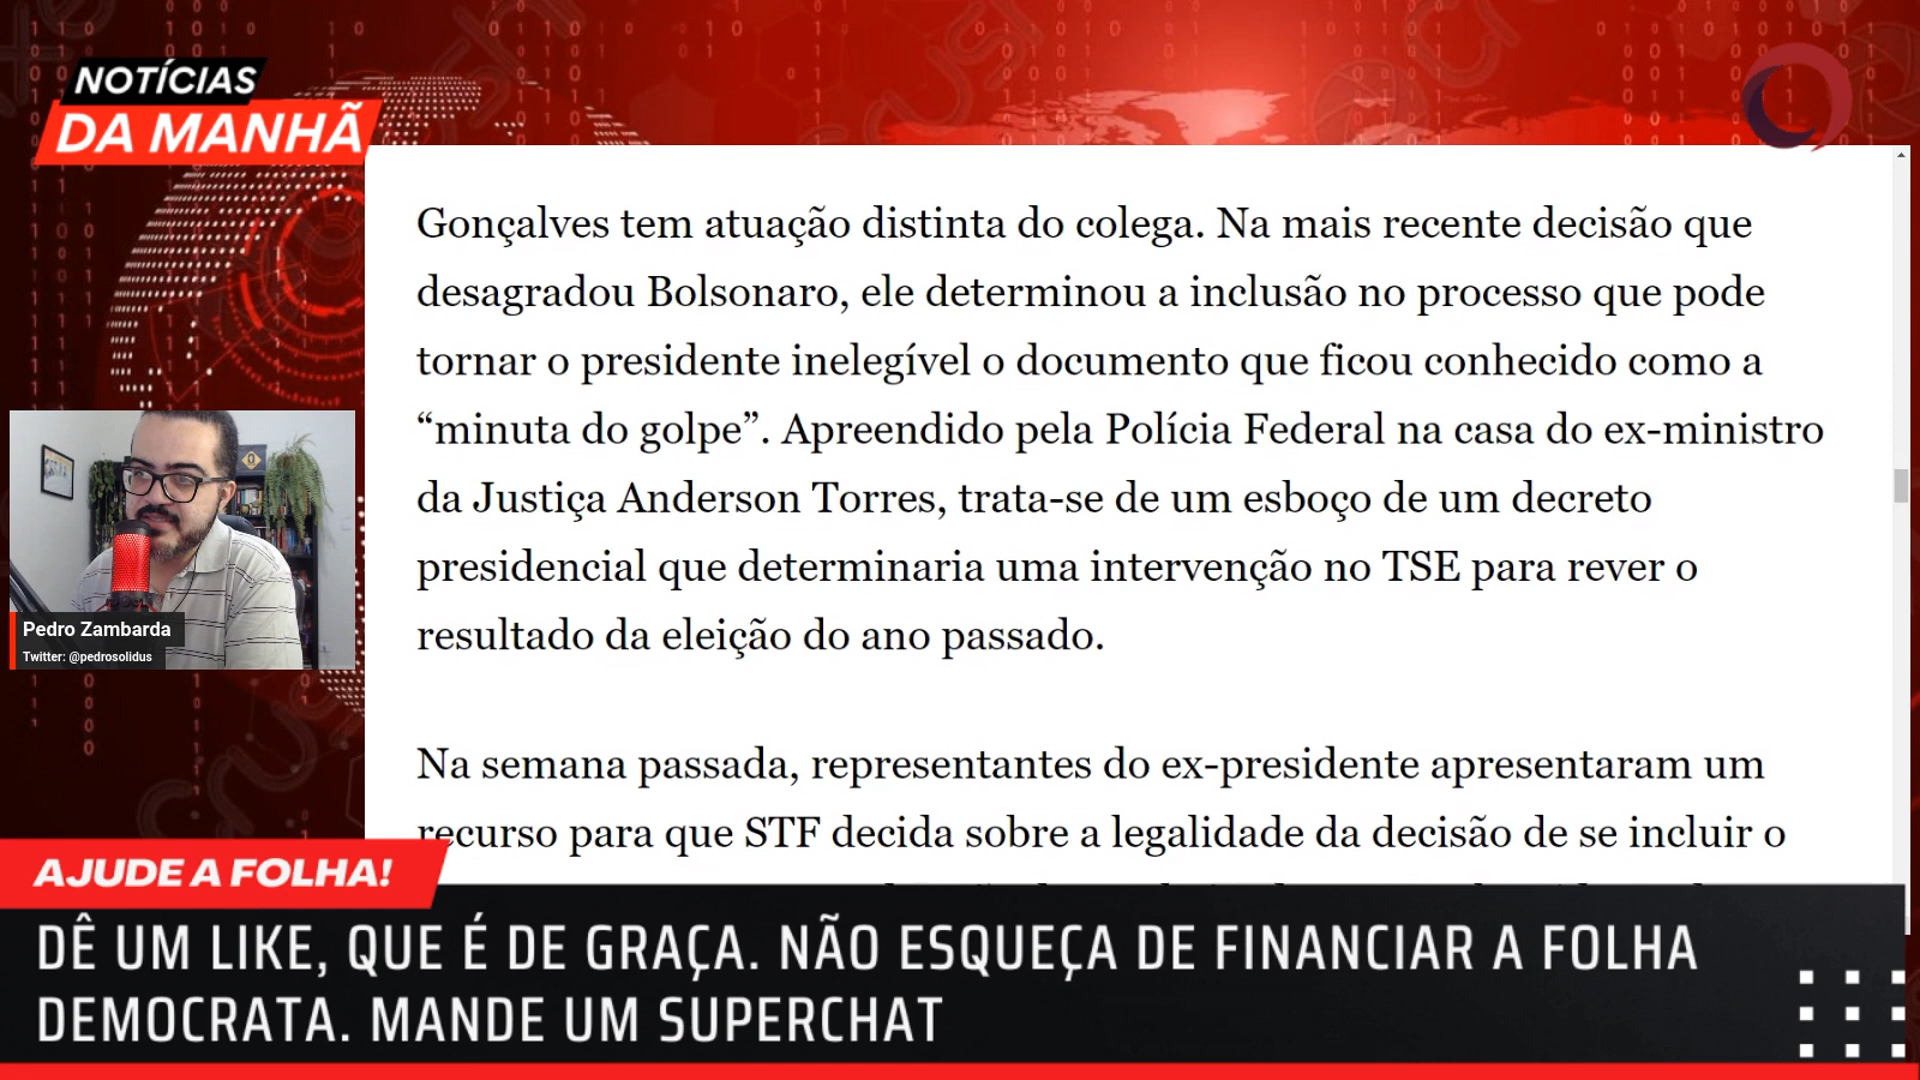 NOTÍCIAS
DA MANHÃ
Gonçalves tem atuação distinta do colega. Na mais recente decisão que
desagradou Bolsonaro, ele determinou a inclusão no processo que pode
tornar o presidente inelegível o documento que ficou conhecido como a
“minuta do golpe”. Apreendido pela Polícia Federal na casa do ex-ministro
da Justiça Anderson Torres, trata-se de um esboço de um decreto
presidencial que determinaria uma intervenção no TSE para rever o
resultado da eleição do ano passado.
Na semana passada, representantes do ex-presidente apresentaram um
recurso para que STF decida sobre a legalidade da decisão de se incluir o
Pedro Zambarda
Twitter: @pedrosolidus
AJUDE A FOLHA!
DÊ UM LIKE, QUE É DE GRAÇA. NÃO ESQUEÇA DE FINANCIAR A FOLHA
DEMOCRATA. MANDE UM SUPERCHAT